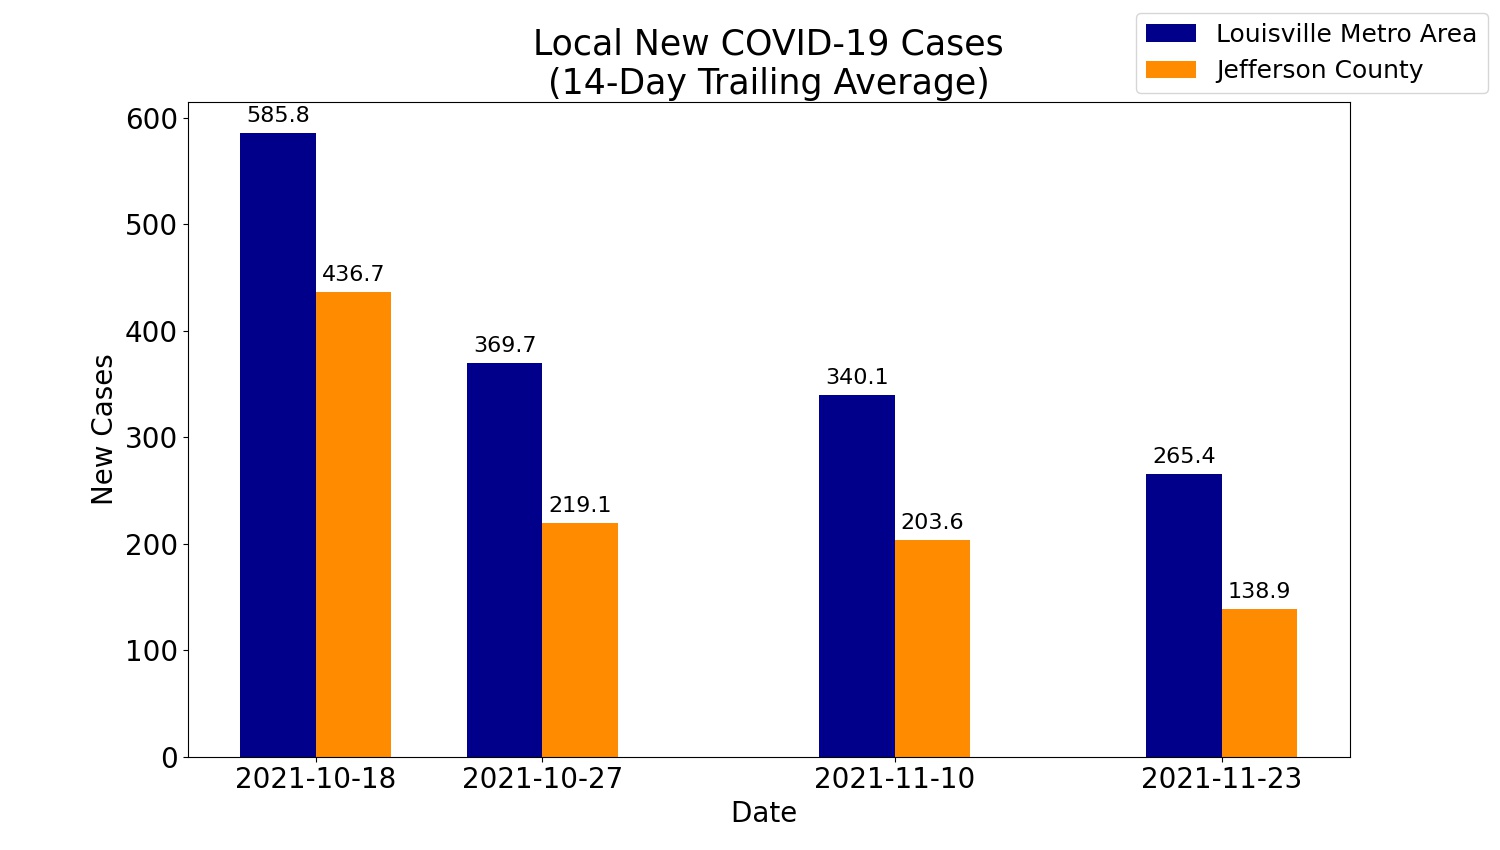 Local New COVID-19 Cases
(14-Day Trailing Average)
Louisville Metro Area
Jefferson County
New Cases
600
500
400
300
200
100
0
585.8
436.7
369.7
219.1
340.1
203.6
265.4
138.9
2021-10-18 2021-10-27 2021-11-10 2021-11-23
Date